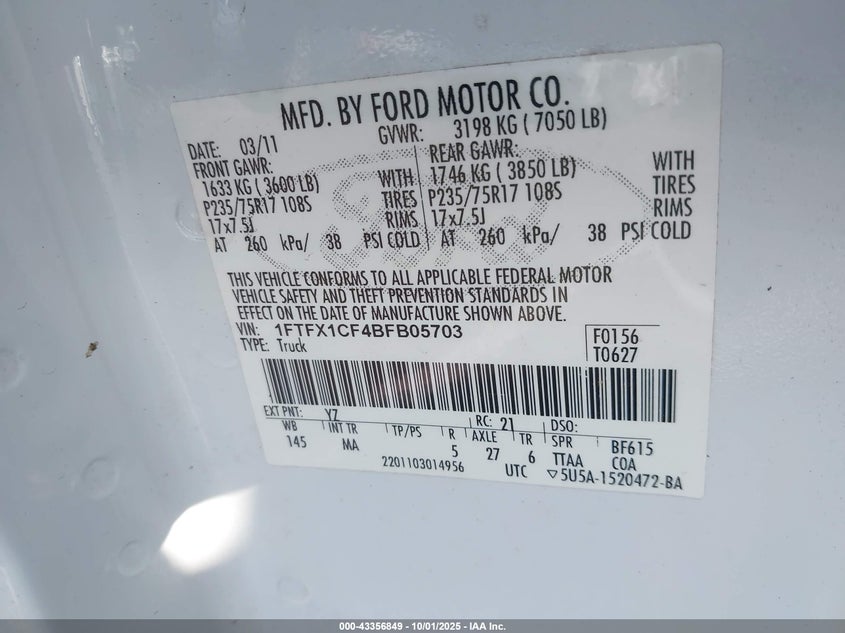 MFD. BY FORD MOTOR CO.
DATE: 03/11 GVWR: 3198 KG ( 7050 LB)
FRONT GAWR: REAR GAWR:
1633 KG ( 3600 LB) WITH 1746 KG ( 3850 LB) WITH
P235/75R17 108S TIRES P235/75R17 108S TIRES
17x7.5J RIMS 17x7.5J RIMS
AT 260 kPa/ 38 PSI COLD AT 260 kPa/ 38 PSI COLD
THIS VEHICLE CONFORMS TO ALL APPLICABLE FEDERAL MOTOR
VEHICLE SAFETY AND THEFT PREVENTION STANDARDS IN
EFFECT ON THE DATE OF MANUFACTURE SHOWN ABOVE.
VIN: 1FTFX1CF4BFB05703 F0156
TYPE: Truck T0627
EXT PNT: YZ RC: 21 DSO:
WB INT TR TP/PS R AXLE TR SPR BF615
145 MA 5 27 6 TTAA COA
2201103014956 UTC ▽5U5A-1520472-BA
000-43356849 - 10/01/2025 - IAA Inc.